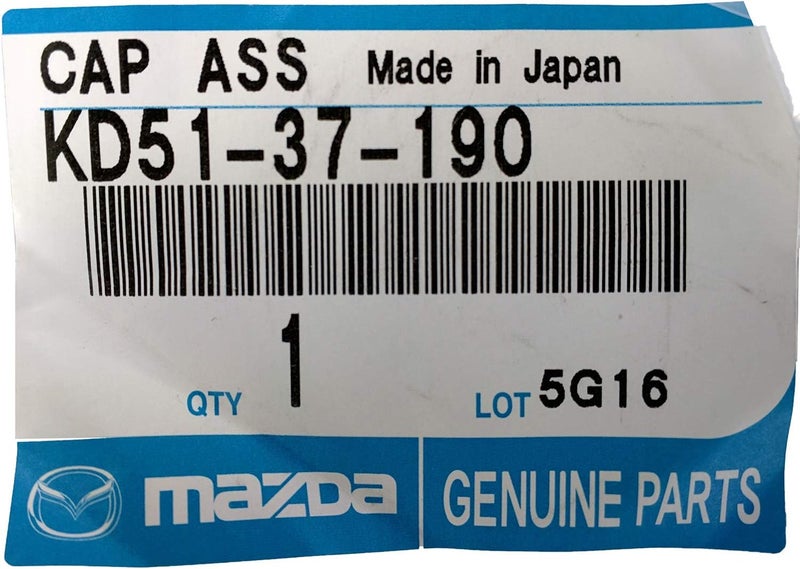 CAP ASS Made in Japan
KD51-37-190
QTY 1 LOT 5G16
mazda GENUINE PARTS